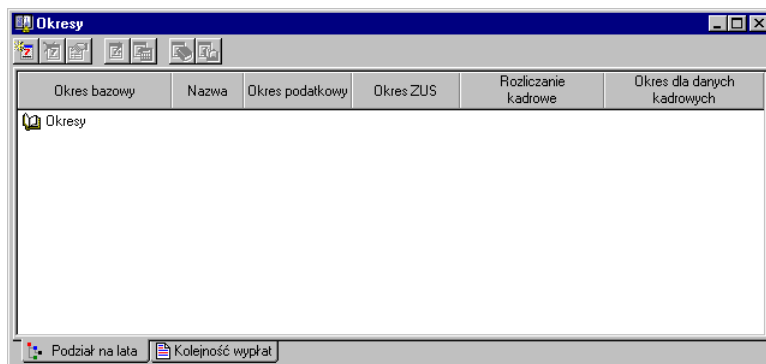 Okresy
Okres bazowy Nazwa Okres podatkowy Okres ZUS Rozliczanie kadrowe Okres dla danych kadrowych
Okresy
Podział na lata Kolejność wypłat